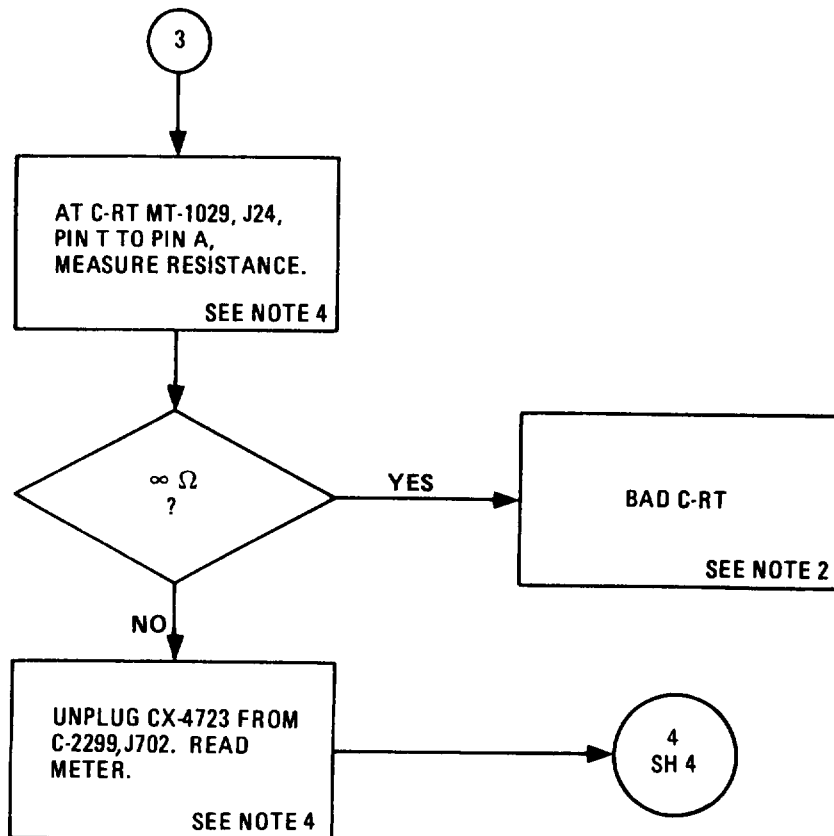 3
AT C-RT MT-1029, J24,
PIN T TO PIN A,
MEASURE RESISTANCE.
SEE NOTE 4
∞ Ω
?
YES
BAD C-RT
SEE NOTE 2
NO
UNPLUG CX-4723 FROM
C-2299,J702. READ
METER.
SEE NOTE 4
4
SH 4